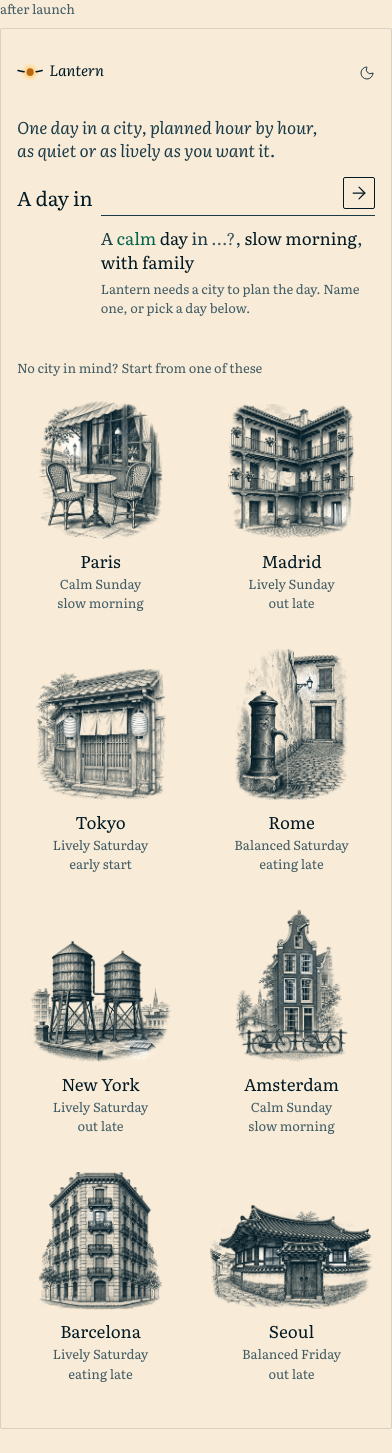 after launch
Lantern
One day in a city, planned hour by hour,
as quiet or as lively as you want it.
A day in
A calm day in …?, slow morning,
with family
Lantern needs a city to plan the day. Name
one, or pick a day below.
No city in mind? Start from one of these
Paris
Calm Sunday
slow morning
Madrid
Lively Sunday
out late
Tokyo
Lively Saturday
early start
Rome
Balanced Saturday
eating late
New York
Lively Saturday
out late
Amsterdam
Calm Sunday
slow morning
Barcelona
Lively Saturday
eating late
Seoul
Balanced Friday
out late